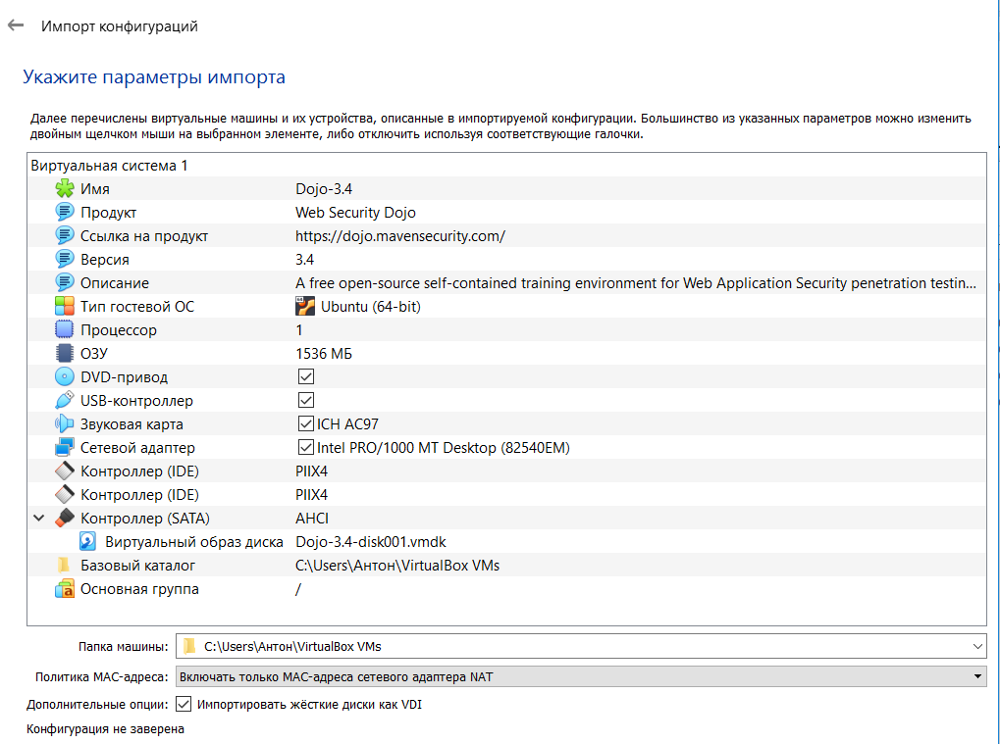 Импорт конфигураций
Укажите параметры импорта
Далее перечислены виртуальные машины и их устройства, описанные в импортируемой конфигурации. Большинство из указанных параметров можно изменить
двойным щелчком мыши на выбранном элементе, либо отключить используя соответствующие галочки.
Виртуальная система 1
Имя Dojo-3.4
Продукт Web Security Dojo
Ссылка на продукт https://dojo.mavensecurity.com/
Версия 3.4
Описание A free open-source self-contained training environment for Web Application Security penetration testin...
Тип гостевой ОС Ubuntu (64-bit)
Процессор 1
ОЗУ 1536 МБ
DVD-привод
USB-контроллер
Звуковая карта ICH AC97
Сетевой адаптер Intel PRO/1000 MT Desktop (82540EM)
Контроллер (IDE) PIIX4
Контроллер (IDE) PIIX4
Контроллер (SATA) AHCI
Виртуальный образ диска Dojo-3.4-disk001.vmdk
Базовый каталог C:\Users\Антон\VirtualBox VMs
Основная группа /
Папка машины: C:\Users\Антон\VirtualBox VMs
Политика MAC-адреса: Включать только MAC-адреса сетевого адаптера NAT
Дополнительные опции: Импортировать жёсткие диски как VDI
Конфигурация не заверена